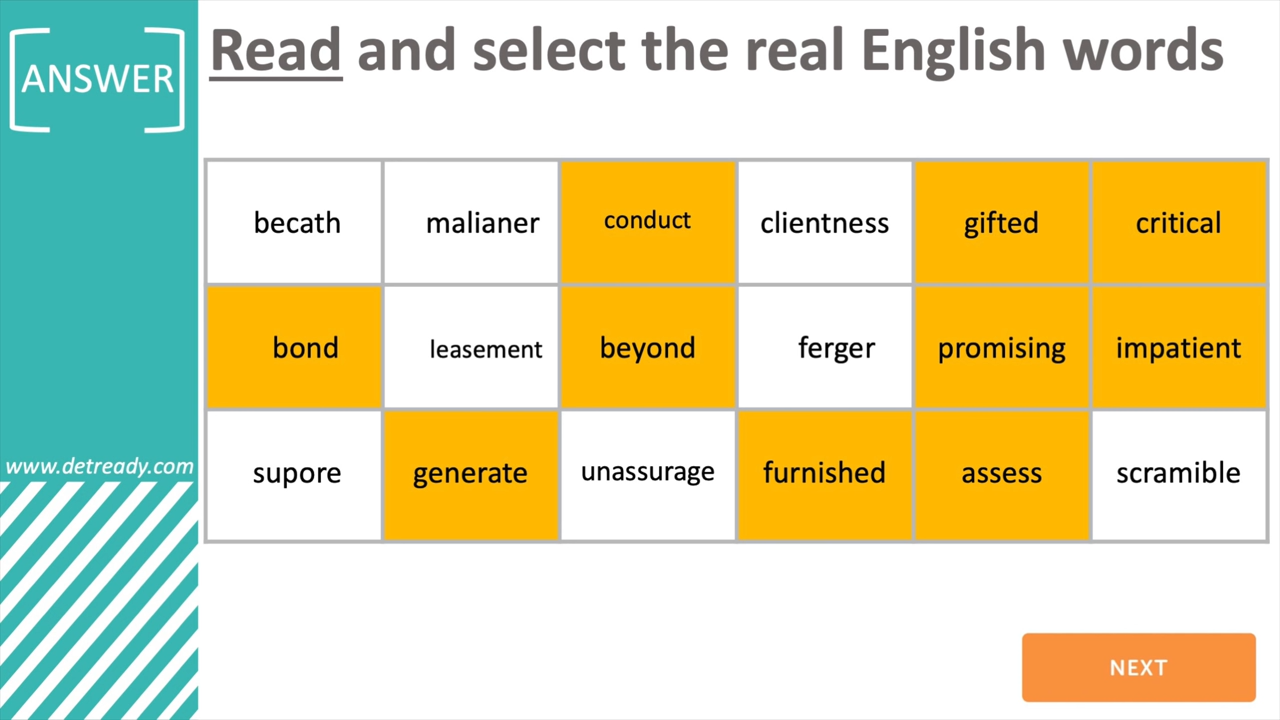 ANSWER
Read and select the real English words
becath malianer conduct clientness gifted critical
bond leasement beyond ferger promising impatient
supore generate unassurage furnished assess scramible
www.detready.com
NEXT